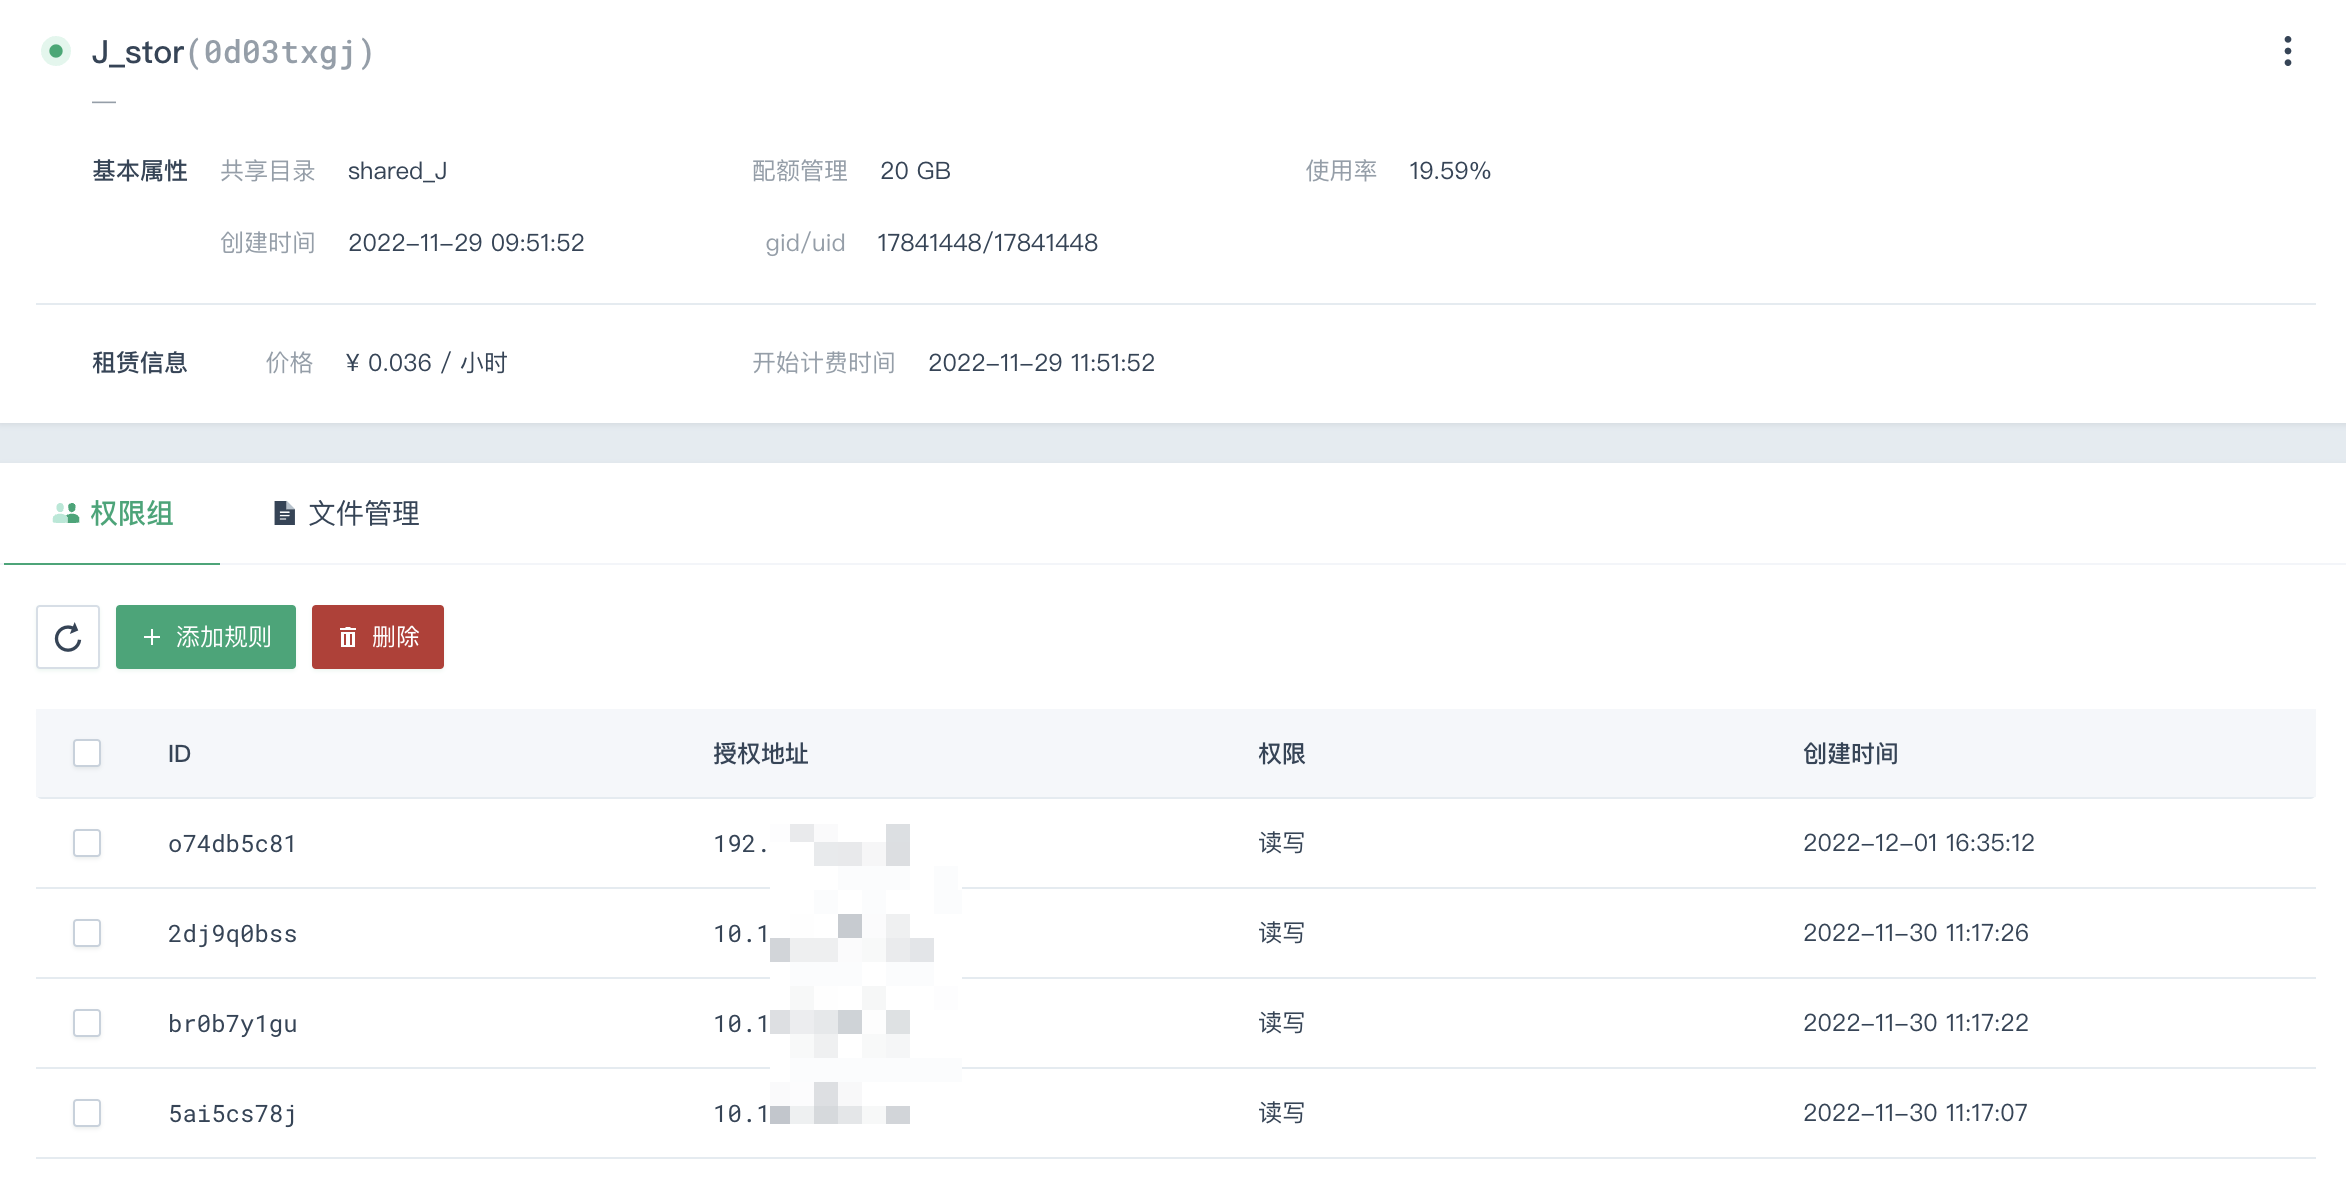 J_stor(0d03txgj)
—
基本属性 共享目录 shared_J 配额管理 20 GB 使用率 19.59%
创建时间 2022-11-29 09:51:52 gid/uid 17841448/17841448
租赁信息 价格 ¥ 0.036 / 小时 开始计费时间 2022-11-29 11:51:52
权限组 文件管理
+ 添加规则 删除
ID 授权地址 权限 创建时间
o74db5c81 192. 读写 2022-12-01 16:35:12
2dj9q0bss 10.1 读写 2022-11-30 11:17:26
br0b7y1gu 10.1 读写 2022-11-30 11:17:22
5ai5cs78j 10.1 读写 2022-11-30 11:17:07